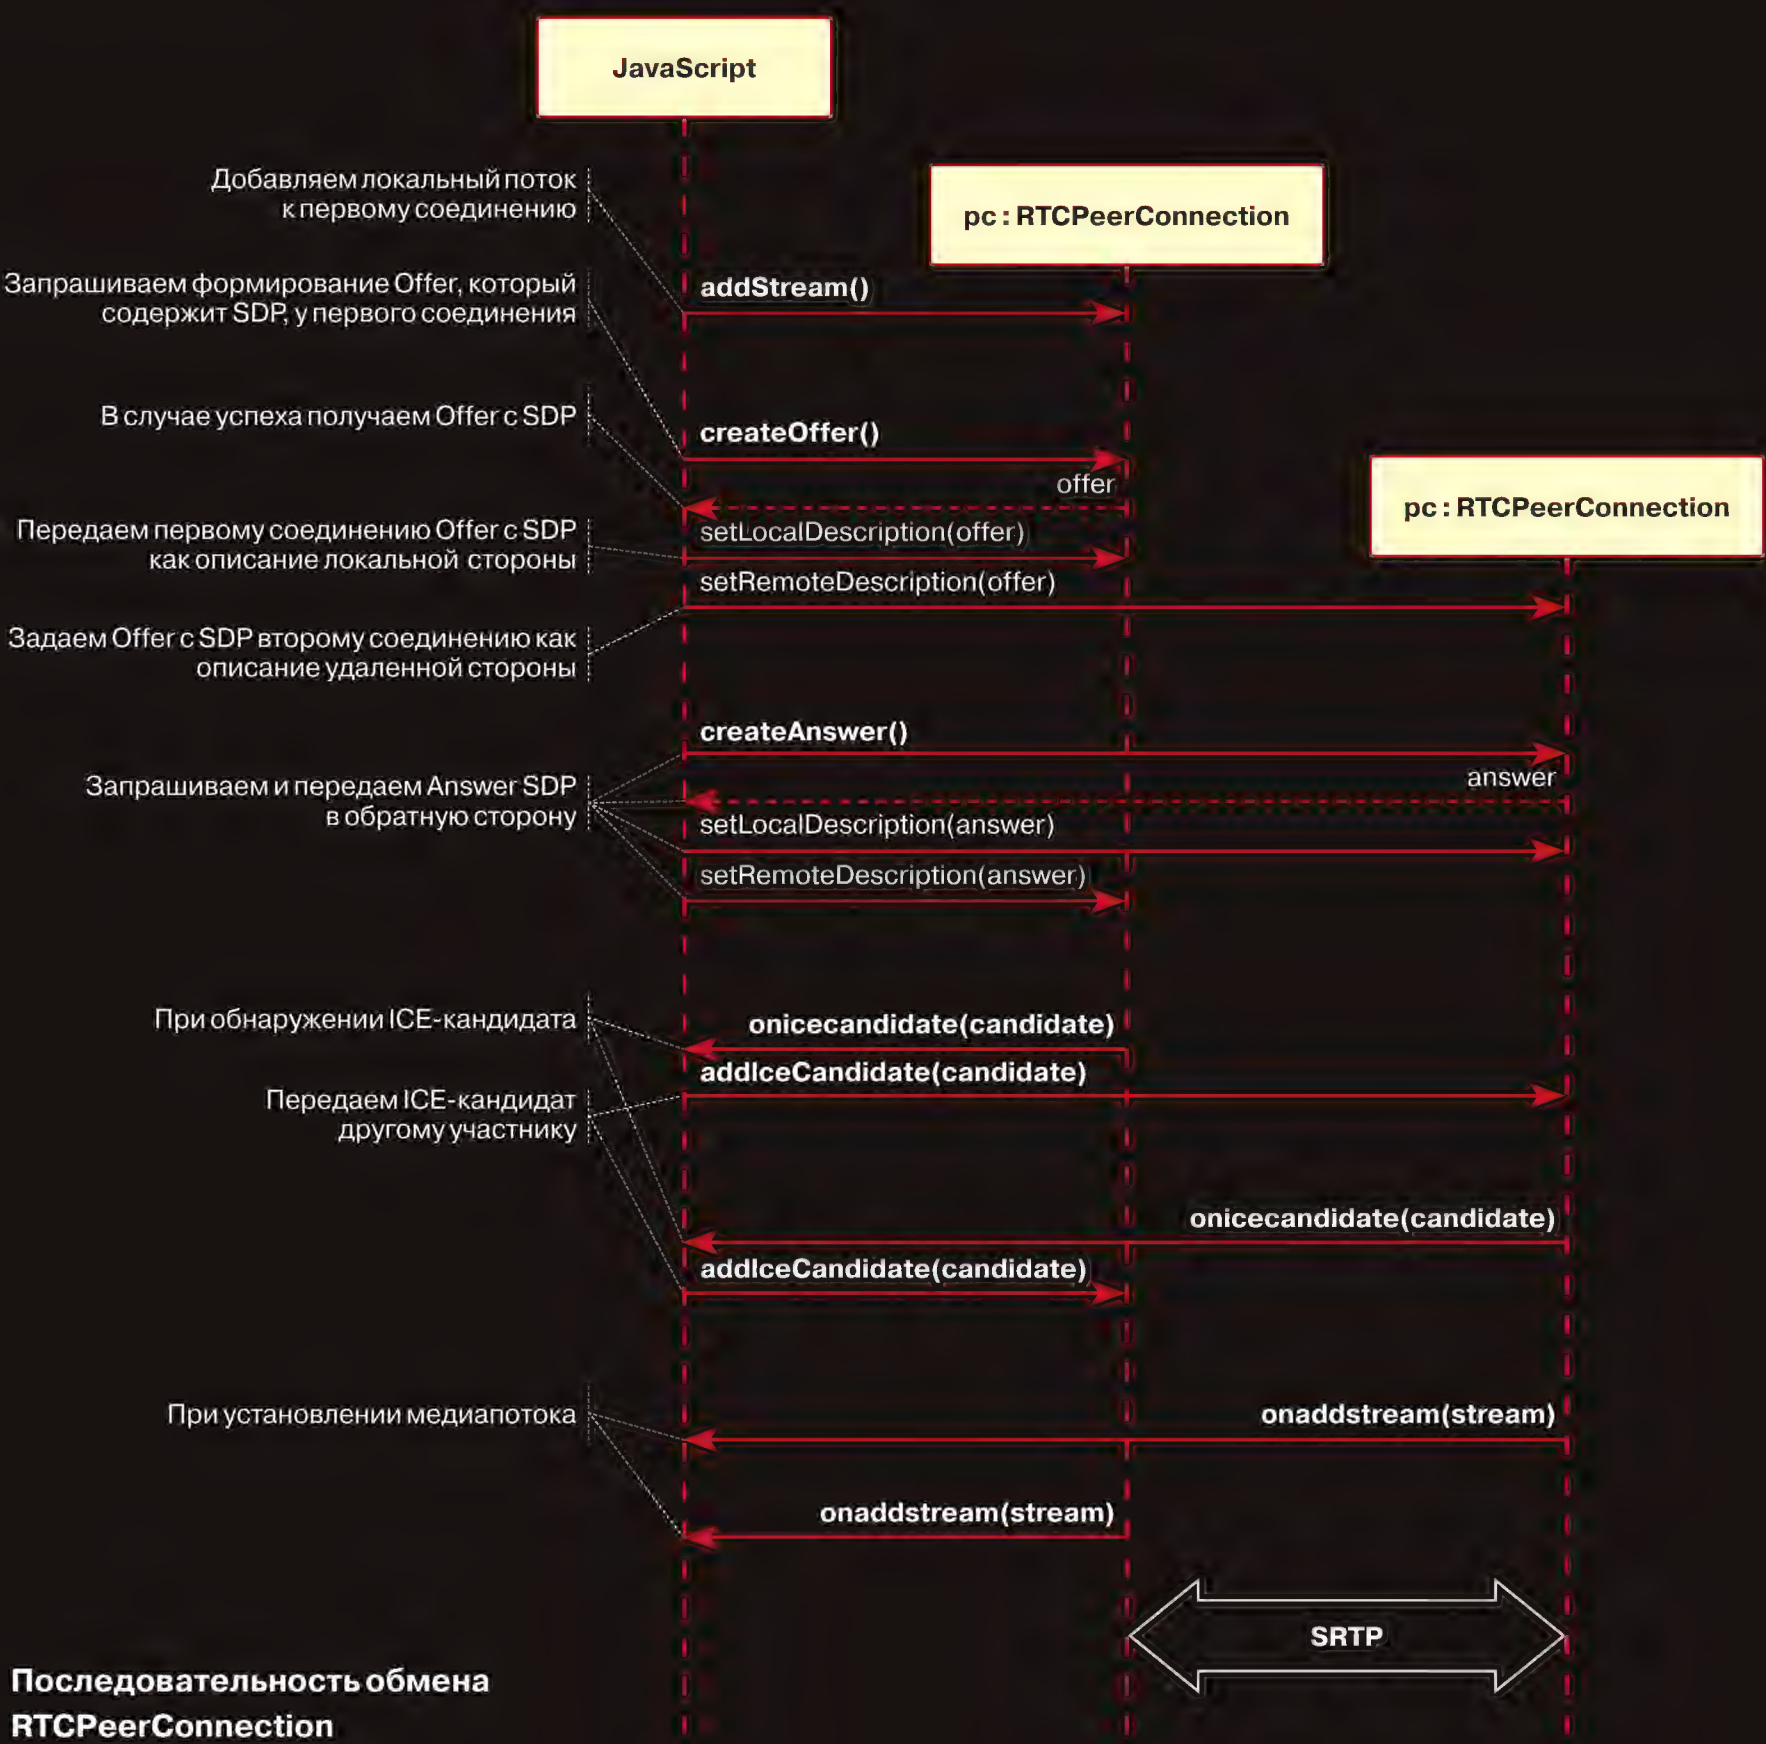 JavaScript
Добавляем локальный поток
к первому соединению
pc : RTCPeerConnection
Запрашиваем формирование Offer, который
содержит SDP, у первого соединения
addStream()
В случае успеха получаем Offer с SDP
createOffer()
offer
pc : RTCPeerConnection
Передаем первому соединению Offer с SDP
как описание локальной стороны
setLocalDescription(offer)
setRemoteDescription(offer)
Задаем Offer с SDP второму соединению как
описание удаленной стороны
createAnswer()
answer
Запрашиваем и передаем Answer SDP
в обратную сторону
setLocalDescription(answer)
setRemoteDescription(answer)
При обнаружении ICE-кандидата
onicecandidate(candidate)
addIceCandidate(candidate)
Передаем ICE-кандидат
другому участнику
onicecandidate(candidate)
addIceCandidate(candidate)
При установлении медиапотока
onaddstream(stream)
onaddstream(stream)
SRTP
Последовательность обмена
RTCPeerConnection